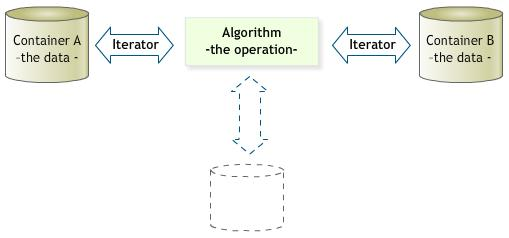 Container A
-the data -
Iterator
Algorithm
-the operation-
Iterator
Container B
-the data -